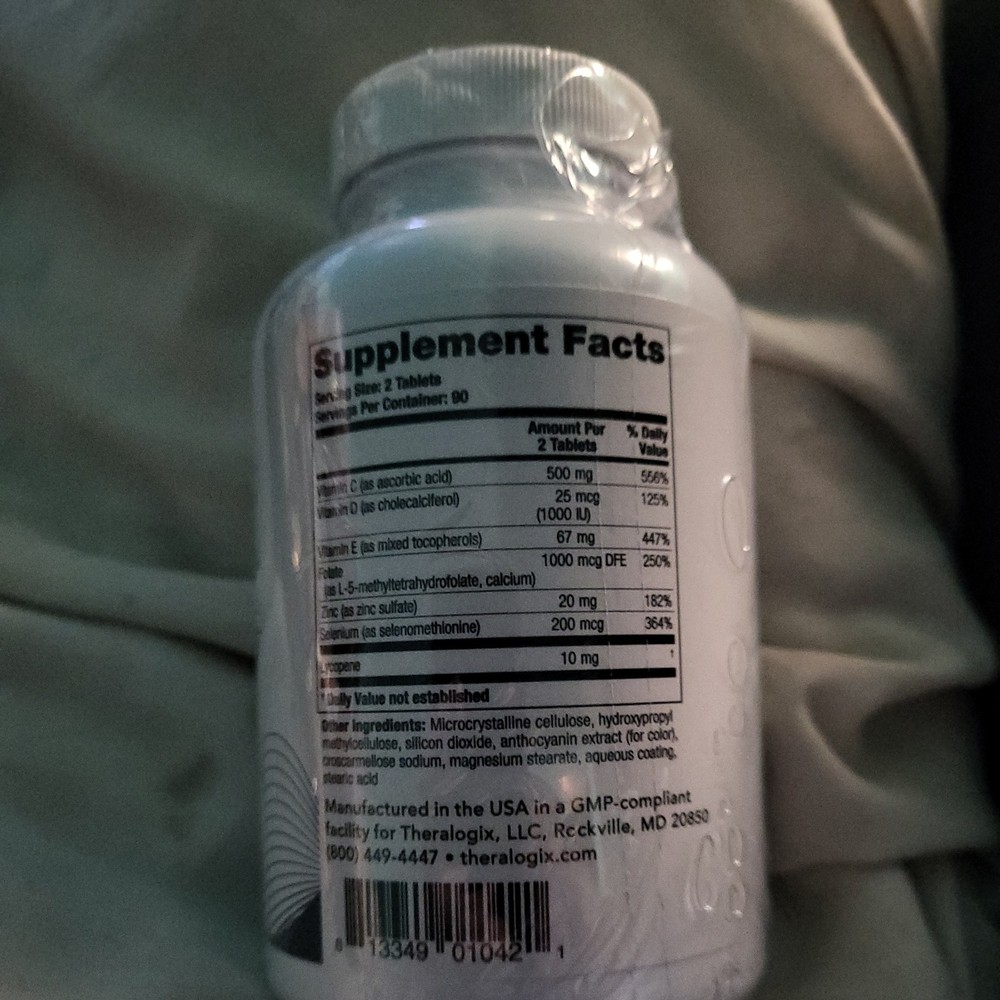 Supplement Facts
Serving Size: 2 Tablets
Servings Per Container: 90
Amount Per % Daily
2 Tablets Value
Vitamin C (as ascorbic acid) 500 mg 556%
Vitamin D (as cholecalciferol) 25 mcg 125%
(1000 IU)
Vitamin E (as mixed tocopherols) 67 mg 447%
Folate 1000 mcg DFE 250%
(as L-5-methyltetrahydrofolate, calcium)
Zinc (as zinc sulfate) 20 mg 182%
Selenium (as selenomethionine) 200 mcg 364%
Lycopene 10 mg †
† Daily Value not established
Other Ingredients: Microcrystalline cellulose, hydroxypropyl
methylcellulose, silicon dioxide, anthocyanin extract (for color),
croscarmellose sodium, magnesium stearate, aqueous coating,
stearic acid
Manufactured in the USA in a GMP-compliant
facility for Theralogix, LLC, Rockville, MD 20850
(800) 449-4447 • theralogix.com
8 13349 01042 1